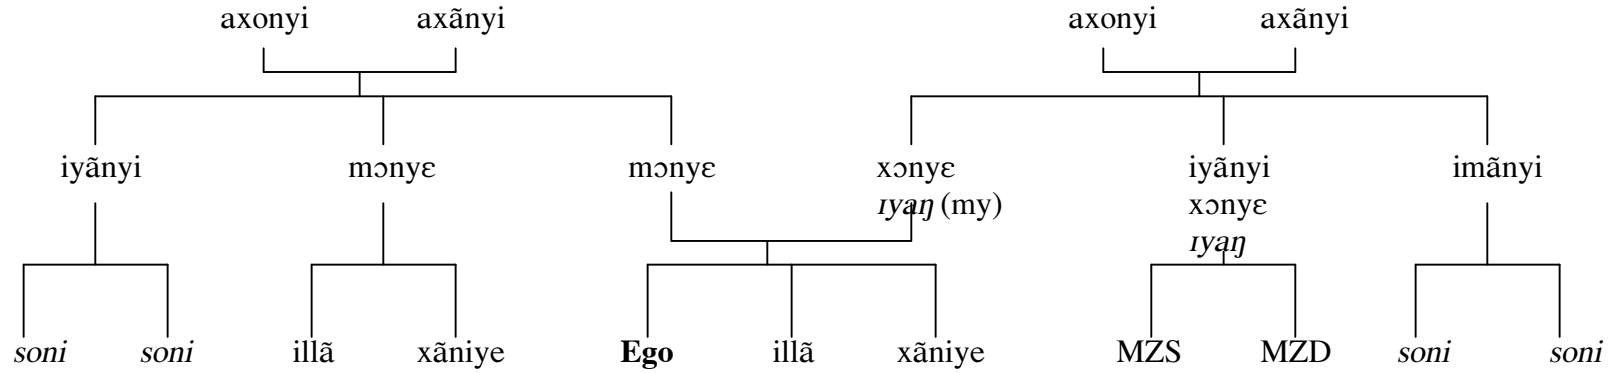 axonyi axãnyi axonyi axãnyi
iyãnyi mɔnyɛ mɔnyɛ xɔnyɛ iyãnyi imãnyi
ɪyaŋ (my) xɔnyɛ
ɪyaŋ
soni soni illã xãniye Ego illã xãniye MZS MZD soni soni